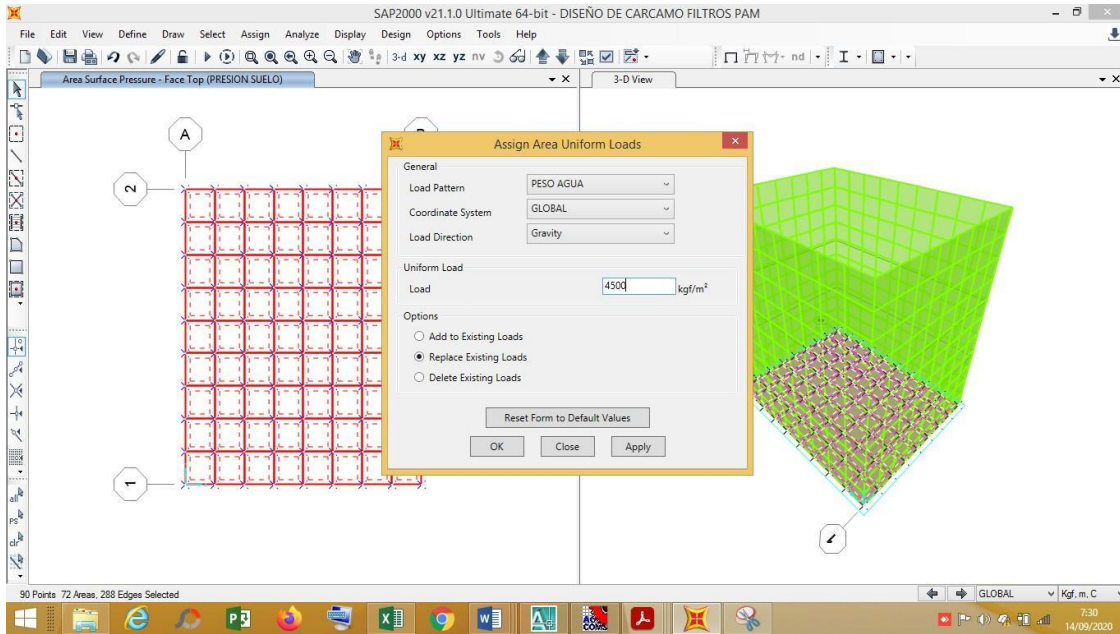 SAP2000 v21.1.0 Ultimate 64-bit - DISEÑO DE CARCAMO FILTROS PAM
File Edit View Define Draw Select Assign Analyze Display Design Options Tools Help
3-d xy xz yz nv
nd
Area Surface Pressure - Face Top (PRESION SUELO)
3-D View
A
2
1
Assign Area Uniform Loads
General
Load Pattern PESO AGUA
Coordinate System GLOBAL
Load Direction Gravity
Uniform Load
Load 4500 kgf/m²
Options
Add to Existing Loads
Replace Existing Loads
Delete Existing Loads
Reset Form to Default Values
OK Close Apply
1
all
PS
clr
90 Points 72 Areas, 288 Edges Selected
GLOBAL Kgf, m, C
7:30
14/09/2020